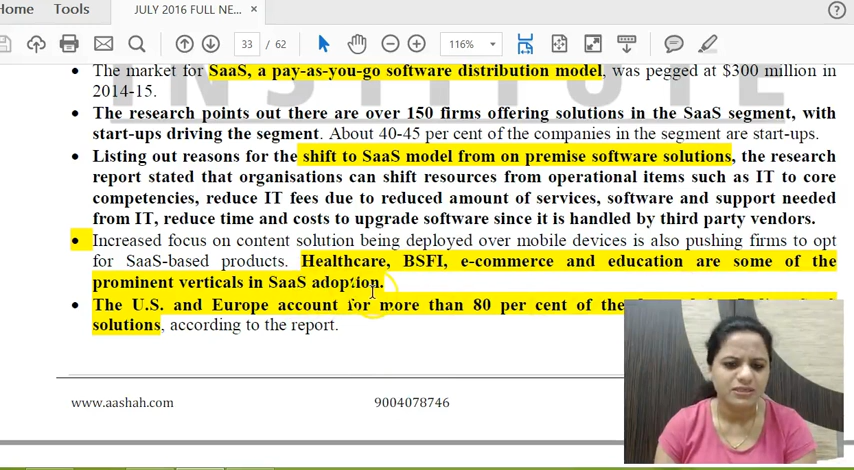 Home Tools JULY 2016 FULL NE... ×
33 / 62 116%
INSTITUTE
• The market for SaaS, a pay-as-you-go software distribution model, was pegged at $300 million in
2014-15.
• The research points out there are over 150 firms offering solutions in the SaaS segment, with
start-ups driving the segment. About 40-45 per cent of the companies in the segment are start-ups.
• Listing out reasons for the shift to SaaS model from on premise software solutions, the research
report stated that organisations can shift resources from operational items such as IT to core
competencies, reduce IT fees due to reduced amount of services, software and support needed
from IT, reduce time and costs to upgrade software since it is handled by third party vendors.
• Increased focus on content solution being deployed over mobile devices is also pushing firms to opt
for SaaS-based products. Healthcare, BSFI, e-commerce and education are some of the
prominent verticals in SaaS adoption.
• The U.S. and Europe account for more than 80 per cent of the
solutions, according to the report.
www.aashah.com 9004078746